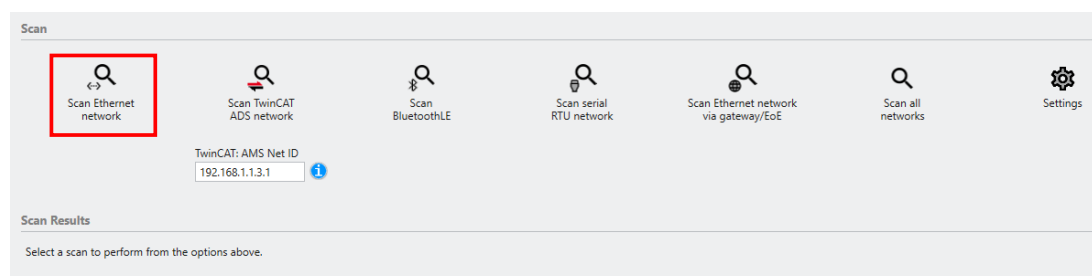 Scan
Scan Ethernet
network
Scan TwinCAT
ADS network
Scan
BluetoothLE
Scan serial
RTU network
Scan Ethernet network
via gateway/EoE
Scan all
networks
Settings
TwinCAT: AMS Net ID
192.168.1.1.3.1
Scan Results
Select a scan to perform from the options above.